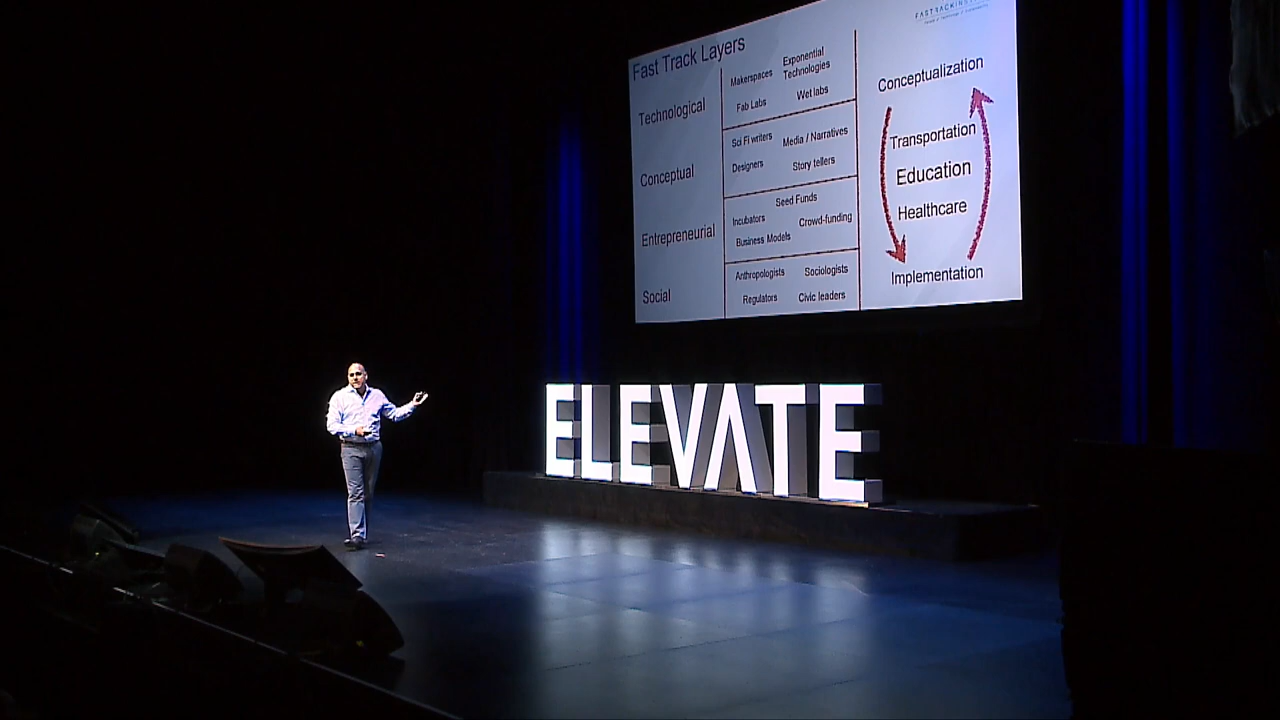 FASTRACKINS
Fast Track Layers
Technological
Makerspaces
Exponential
Technologies
Fab Labs
Wet labs
Conceptual
Sci Fi writers
Media / Narratives
Designers
Story tellers
Entrepreneurial
Seed Funds
Incubators
Crowd-funding
Business Models
Social
Anthropologists
Sociologists
Regulators
Civic leaders
Conceptualization
Transportation
Education
Healthcare
Implementation
ELEVATE